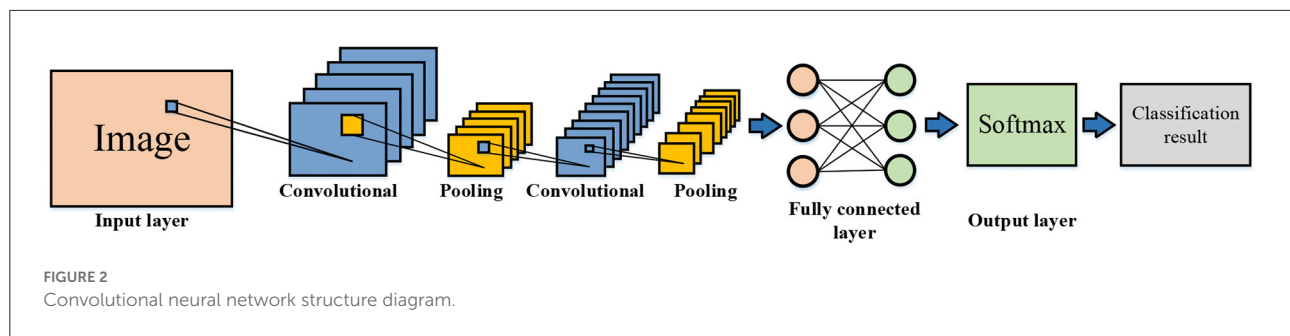 Image
Input layer
Convolutional
Pooling
Convolutional
Pooling
Fully connected
layer
Softmax
Output layer
Classification
result
FIGURE 2
Convolutional neural network structure diagram.